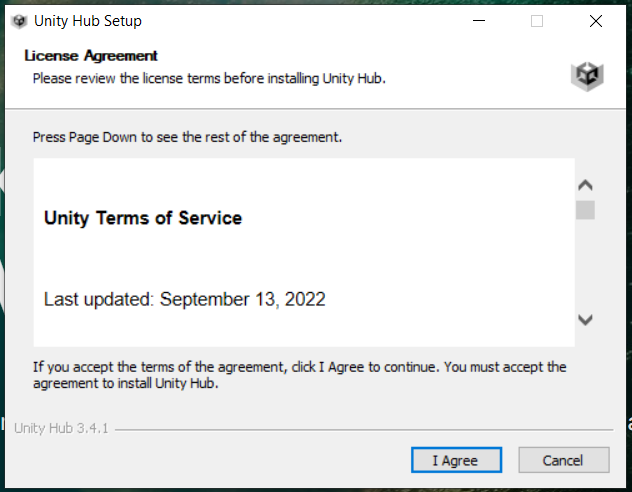 Unity Hub Setup
License Agreement
Please review the license terms before installing Unity Hub.
Press Page Down to see the rest of the agreement.
Unity Terms of Service
Last updated: September 13, 2022
If you accept the terms of the agreement, click I Agree to continue. You must accept the
agreement to install Unity Hub.
Unity Hub 3.4.1
I Agree
Cancel